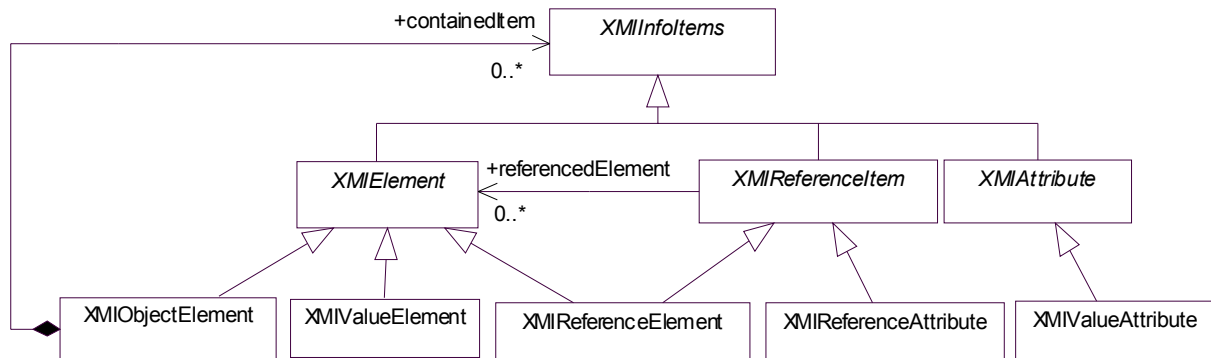 +containedItem
XMIInfoItems
0..*
XMIElement
+referencedElement
XMIReferenceItem
XMIAttribute
0..*
XMIObjectElement
XMIValueElement
XMIReferenceElement
XMIReferenceAttribute
XMIValueAttribute